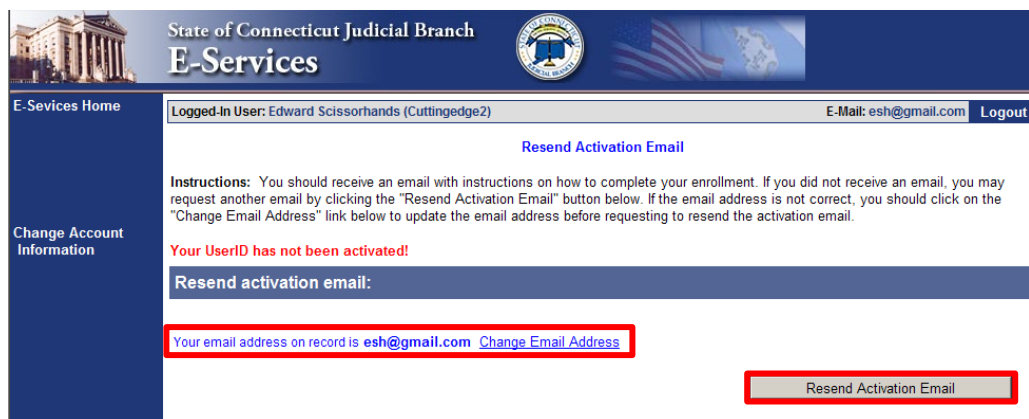 State of Connecticut Judicial Branch
E-Services
E-Sevices Home
Logged-In User: Edward Scissorhands (Cuttingedge2) E-Mail: esh@gmail.com Logout
Resend Activation Email
Instructions: You should receive an email with instructions on how to complete your enrollment. If you did not receive an email, you may
request another email by clicking the "Resend Activation Email" button below. If the email address is not correct, you should click on the
"Change Email Address" link below to update the email address before requesting to resend the activation email.
Change Account
Information
Your UserID has not been activated!
Resend activation email:
Your email address on record is esh@gmail.com Change Email Address
Resend Activation Email